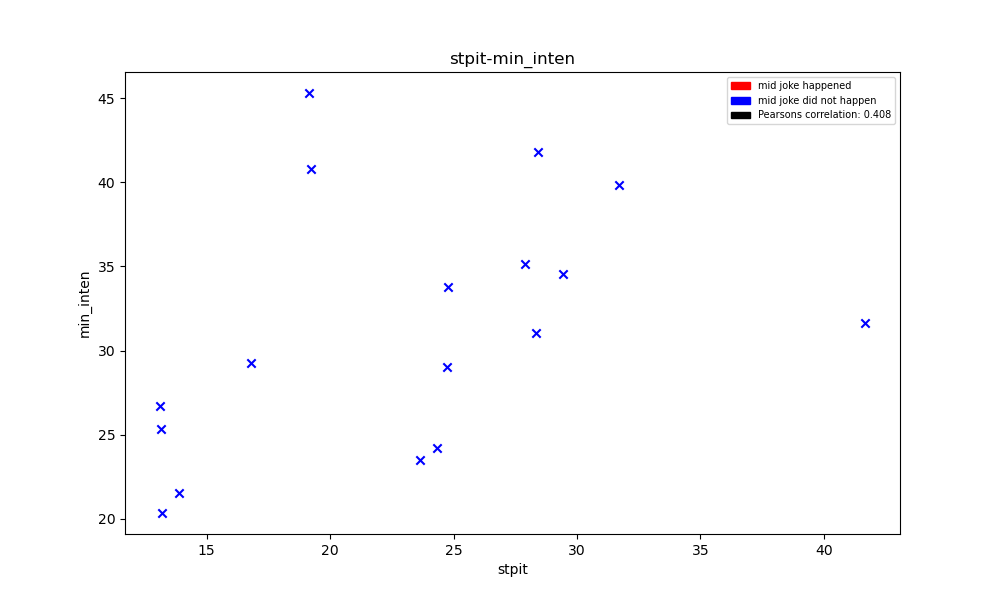 stpit-min_inten
mid joke happened
mid joke did not happen
Pearsons correlation: 0.408
45
40
35
30
25
20
min_inten
15
20
25
30
35
40
stpit